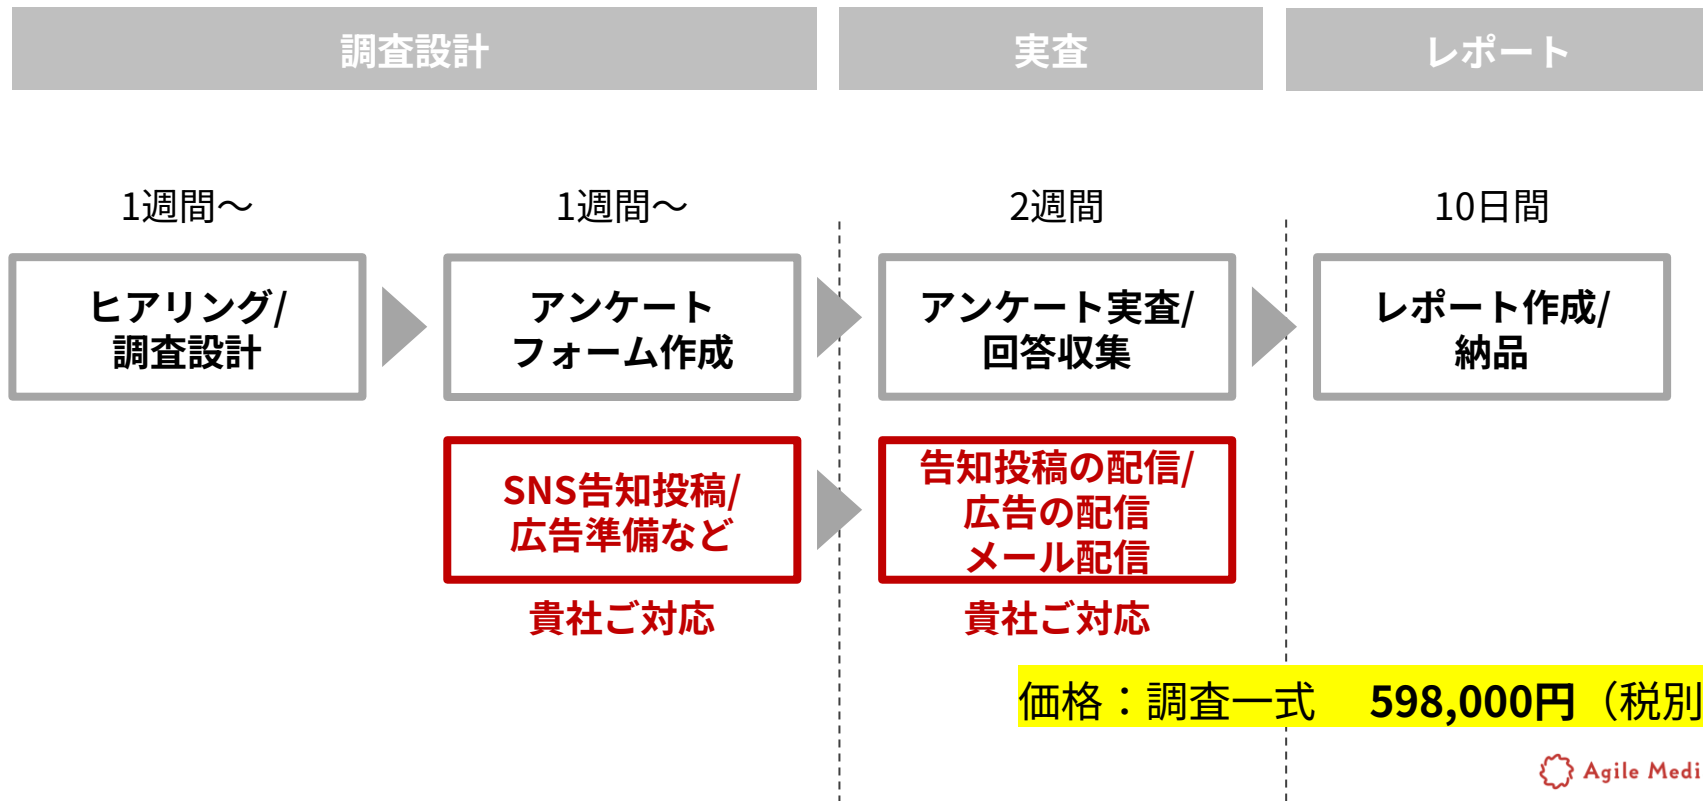 調査設計
実査
レポート
1週間～
1週間～
2週間
10日間
ヒアリング/
調査設計
アンケート
フォーム作成
アンケート実査/
回答収集
レポート作成/
納品
SNS告知投稿/
広告準備など
告知投稿の配信/
広告の配信
メール配信
貴社ご対応
貴社ご対応
価格：調査一式　598,000円（税別
Agile Medi